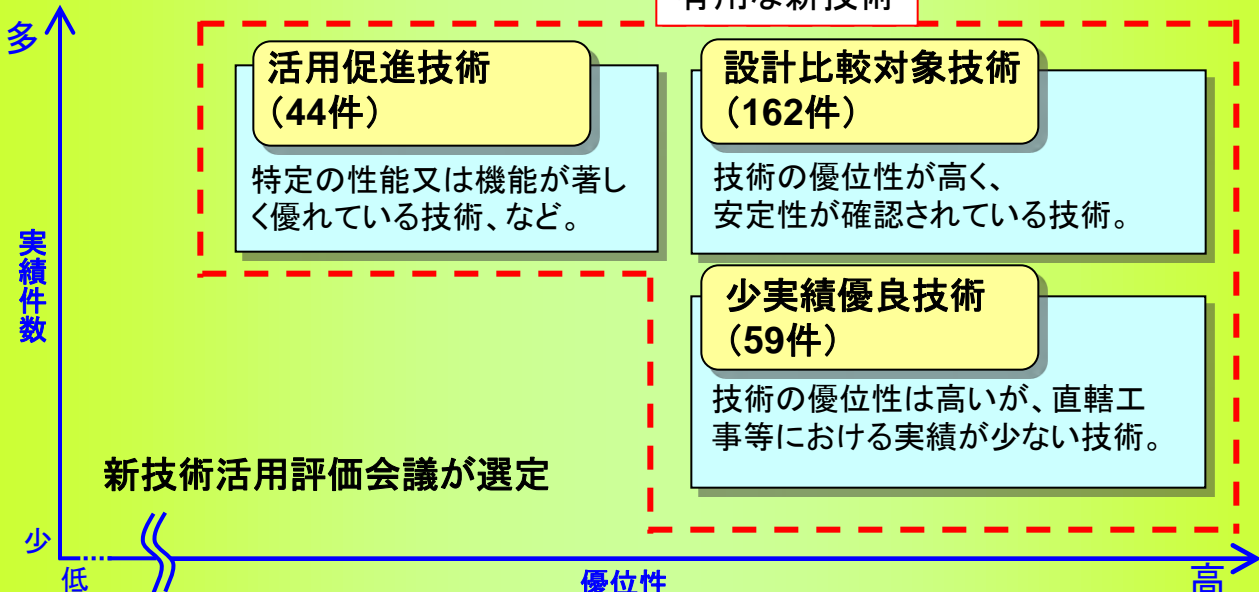 有用な新技術
多
活用促進技術
（44件）
特定の性能又は機能が著し
く優れている技術、など。
設計比較対象技術
（162件）
技術の優位性が高く、
安定性が確認されている技術。
実績件数
少実績優良技術
（59件）
技術の優位性は高いが、直轄工
事等における実績が少ない技術。
新技術活用評価会議が選定
少
低
優位性
高